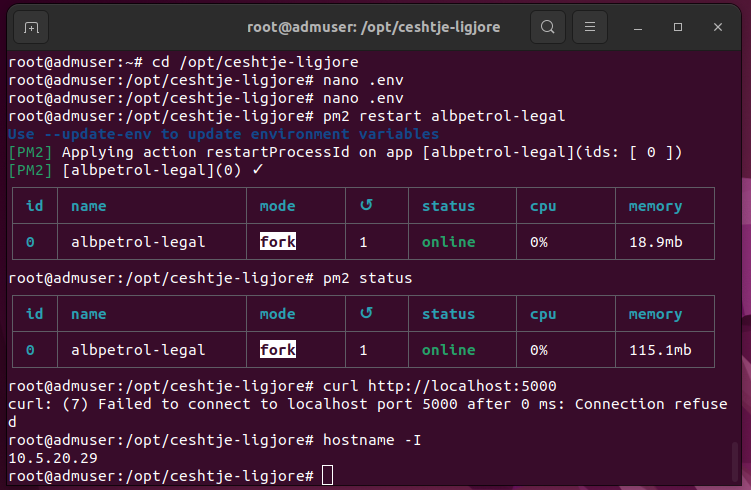 root@admuser: /opt/ceshtje-ligjore
root@admuser:~# cd /opt/ceshtje-ligjore
root@admuser:/opt/ceshtje-ligjore# nano .env
root@admuser:/opt/ceshtje-ligjore# nano .env
root@admuser:/opt/ceshtje-ligjore# pm2 restart albpetrol-legal
Use --update-env to update environment variables
[PM2] Applying action restartProcessId on app [albpetrol-legal](ids: [ 0 ])
[PM2] [albpetrol-legal](0) ✓
id name mode ↺ status cpu memory
0 albpetrol-legal fork 1 online 0% 18.9mb
root@admuser:/opt/ceshtje-ligjore# pm2 status
id name mode ↺ status cpu memory
0 albpetrol-legal fork 1 online 0% 115.1mb
root@admuser:/opt/ceshtje-ligjore# curl http://localhost:5000
curl: (7) Failed to connect to localhost port 5000 after 0 ms: Connection refuse
d
root@admuser:/opt/ceshtje-ligjore# hostname -I
10.5.20.29
root@admuser:/opt/ceshtje-ligjore#